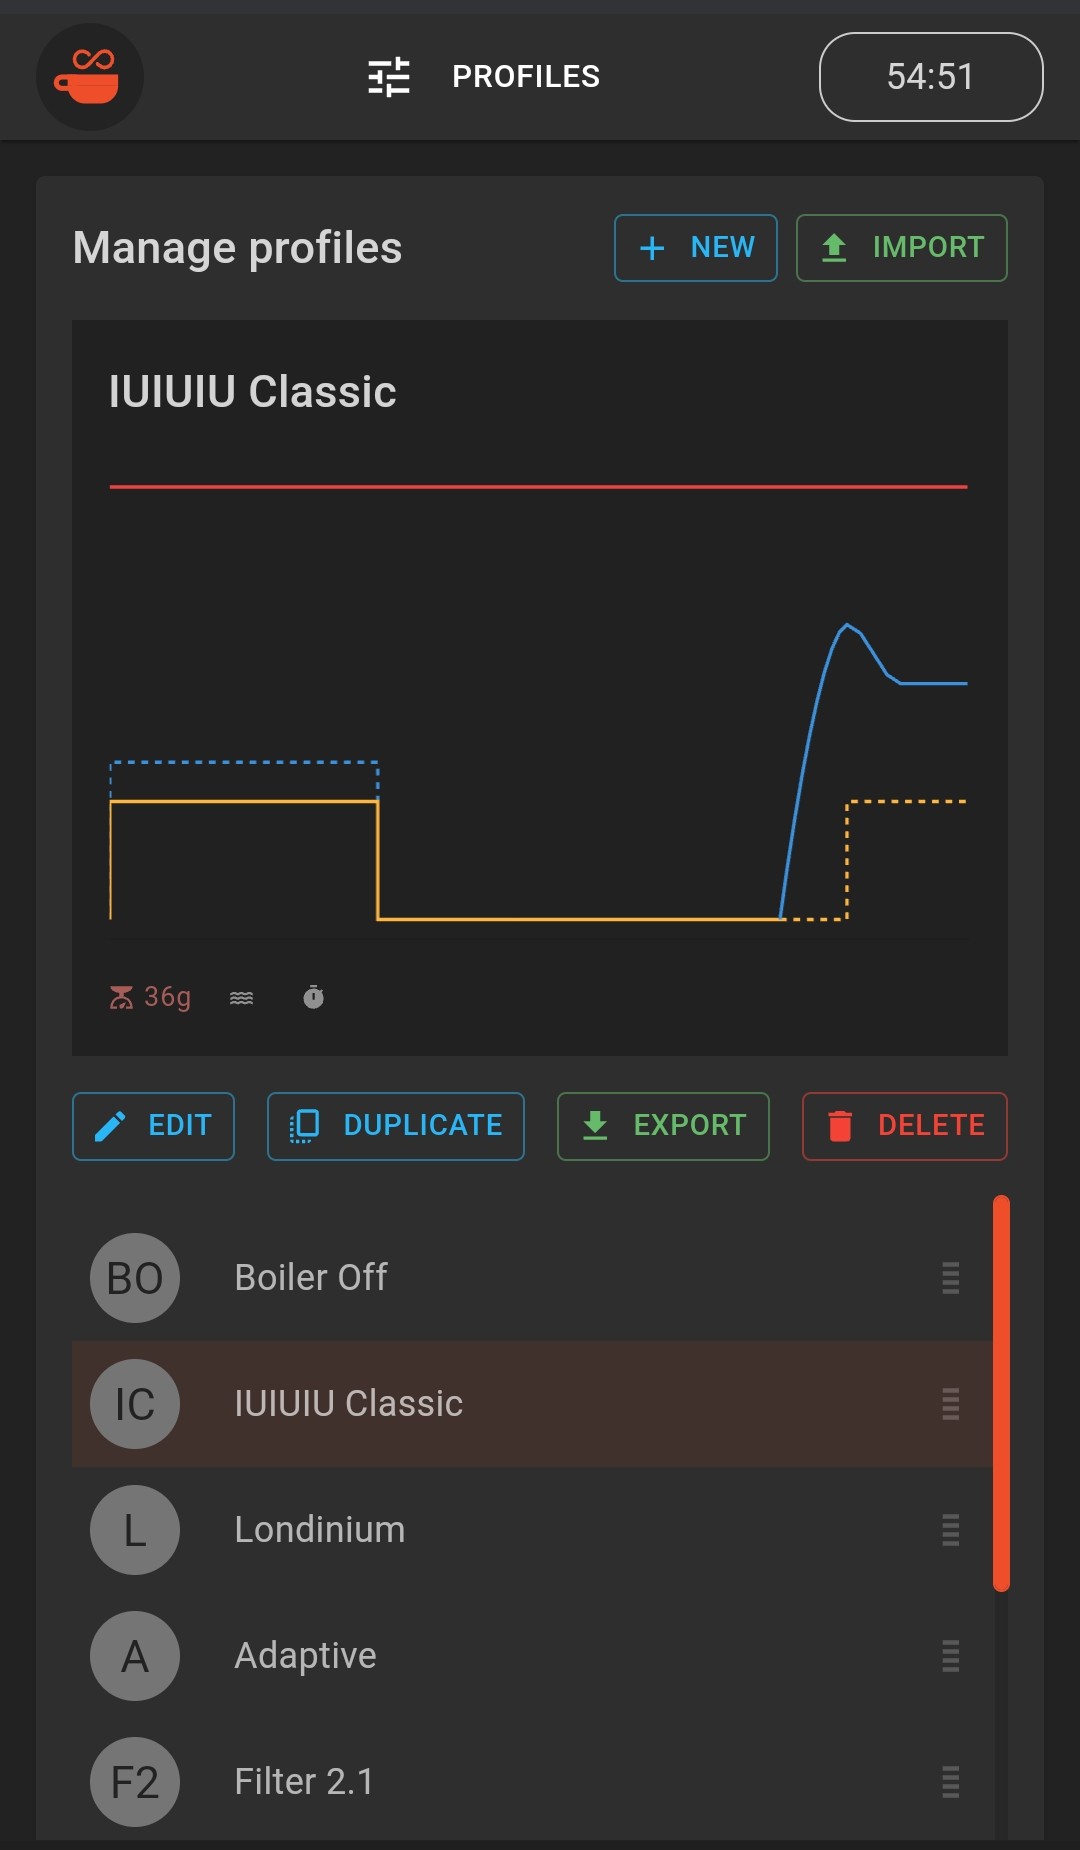 PROFILES
54:51
Manage profiles
NEW
IMPORT
IUIUIU Classic
36g
EDIT
DUPLICATE
EXPORT
DELETE
BO
Boiler Off
IC
IUIUIU Classic
L
Londinium
A
Adaptive
F2
Filter 2.1